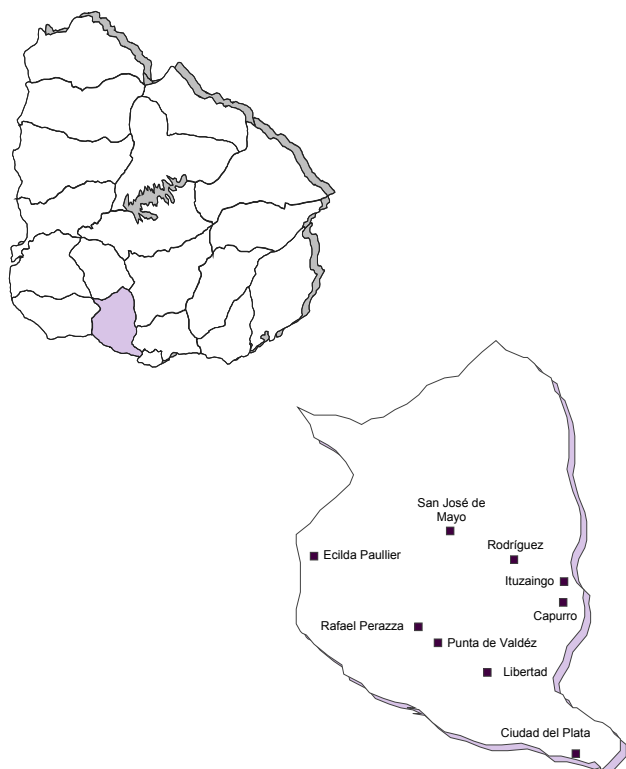 San José de
Mayo
Rodríguez
Ecilda Paullier
Ituzaingo
Capurro
Rafael Perazza
Punta de Valdéz
Libertad
Ciudad del Plata